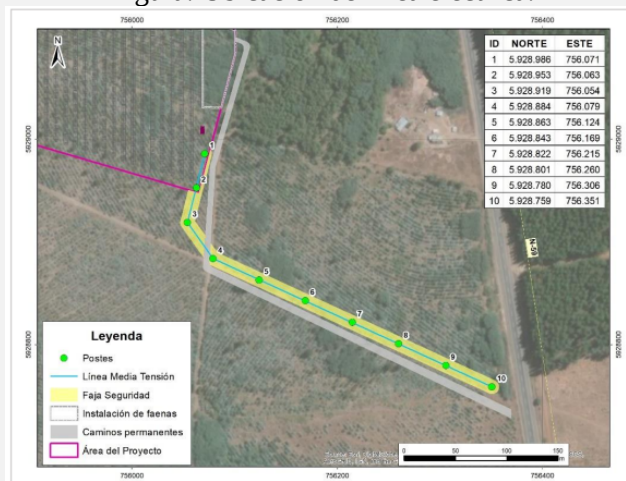 756000
756200
756400
N
ID NORTE ESTE
1 5.928.986 756.071
2 5.928.953 756.063
3 5.928.919 756.054
4 5.928.884 756.079
5 5.928.863 756.124
6 5.928.843 756.169
7 5.928.822 756.215
8 5.928.801 756.260
9 5.928.780 756.306
10 5.928.759 756.351
5929000
5929000
1
2
3
4
5
6
7
8
9
10
N-59
5928800
5928800
Leyenda
Postes
Línea Media Tensión
Faja Seguridad
Instalación de faenas
Caminos permanentes
Área del Proyecto
0 50 100 150
m
756000
756200
756400